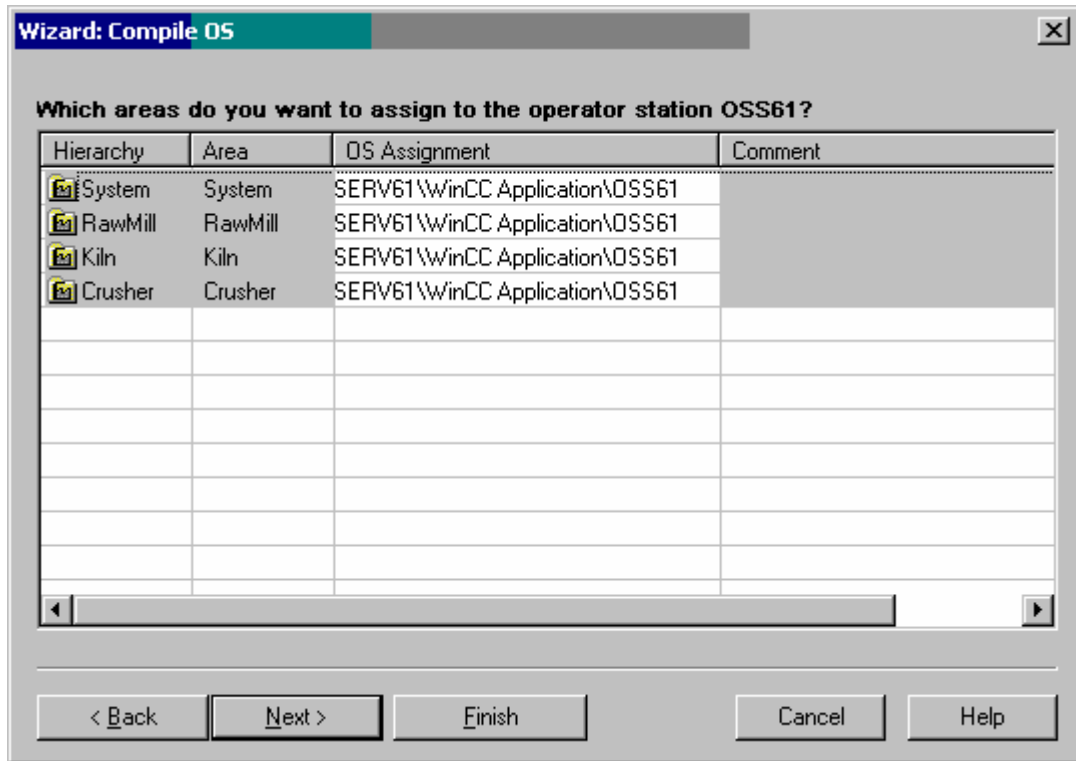 Wizard: Compile OS
Which areas do you want to assign to the operator station OSS61?
Hierarchy Area OS Assignment Comment
System System SERV61\WinCC Application\OSS61
RawMill RawMill SERV61\WinCC Application\OSS61
Kiln Kiln SERV61\WinCC Application\OSS61
Crusher Crusher SERV61\WinCC Application\OSS61
< Back Next > Finish Cancel Help